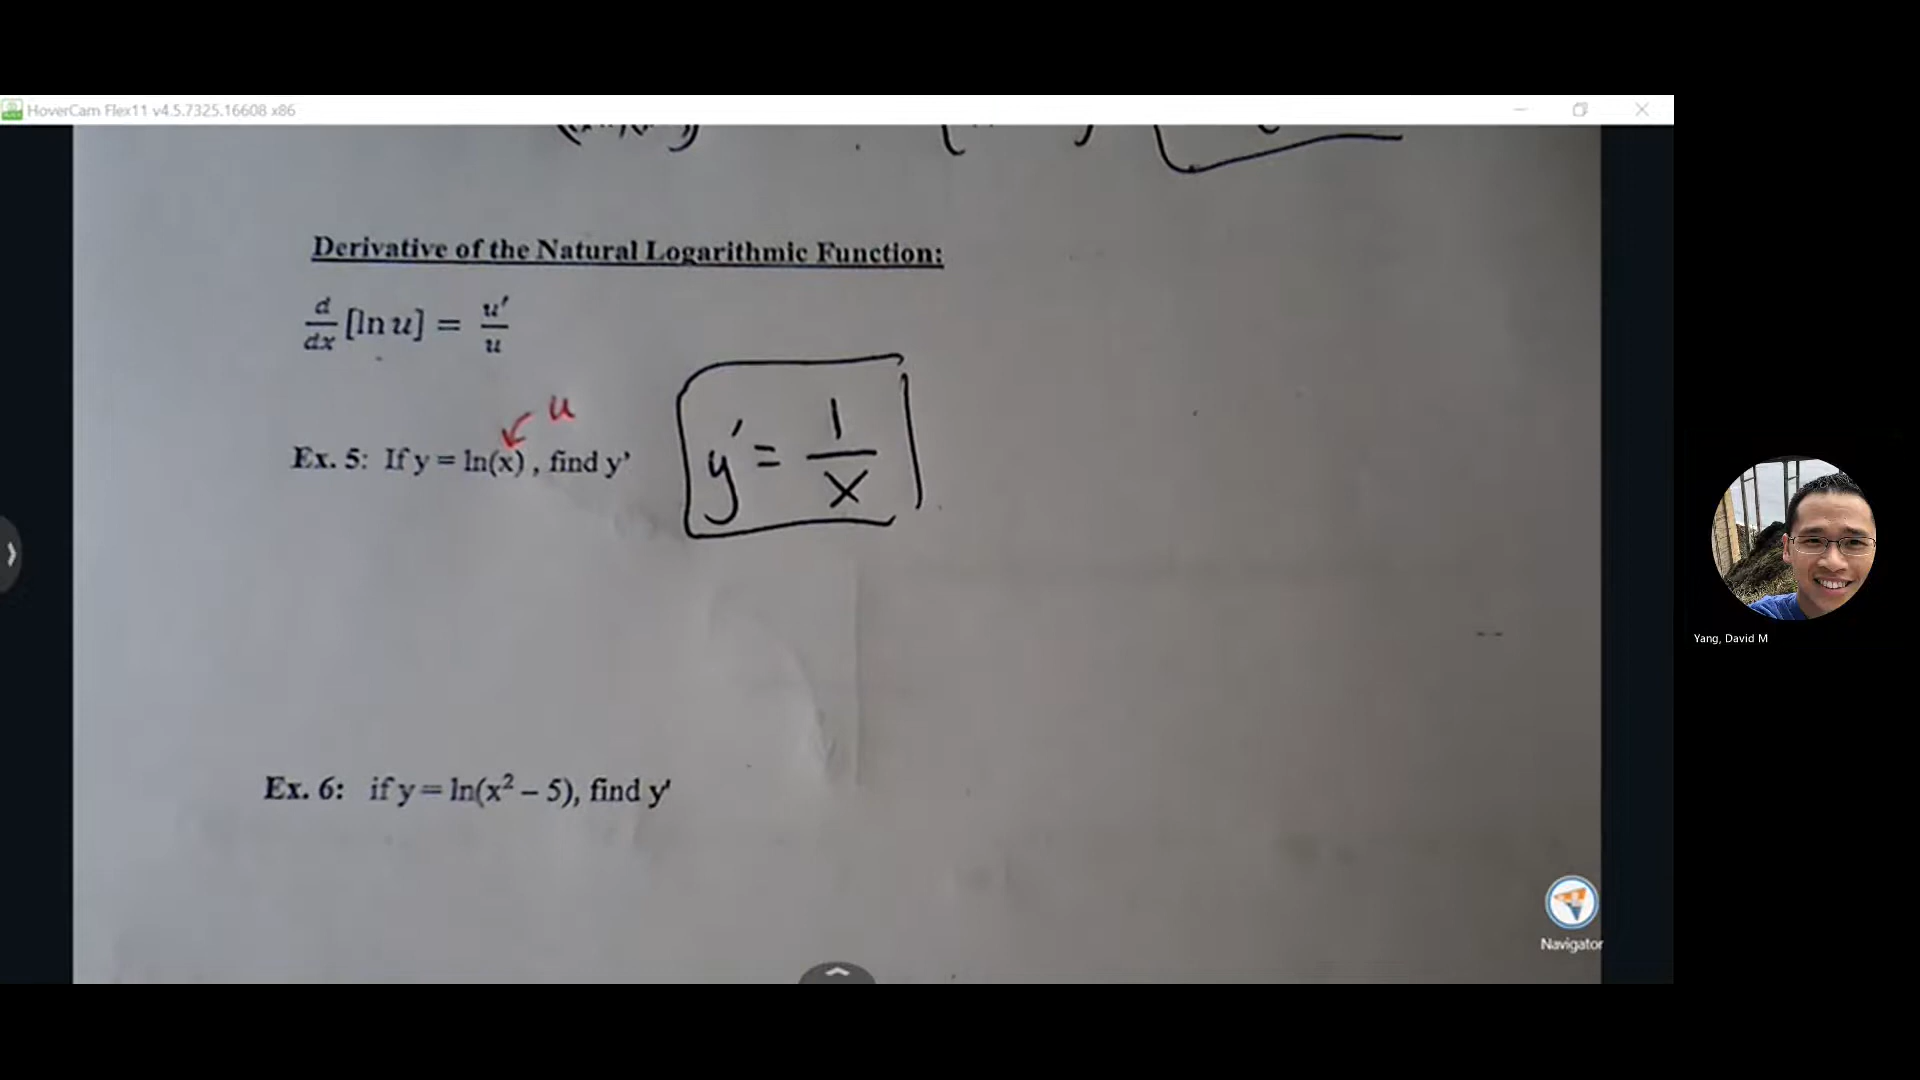 HoverCam Flex11 v4.5.7325.16608 x86
Derivative of the Natural Logarithmic Function:
d/dx [ln u] = u'/u
u
Ex. 5: If y = ln(x) , find y’
y' = 1/x
Ex. 6: if y = ln(x² – 5), find y'
Yang, David M
Navigator